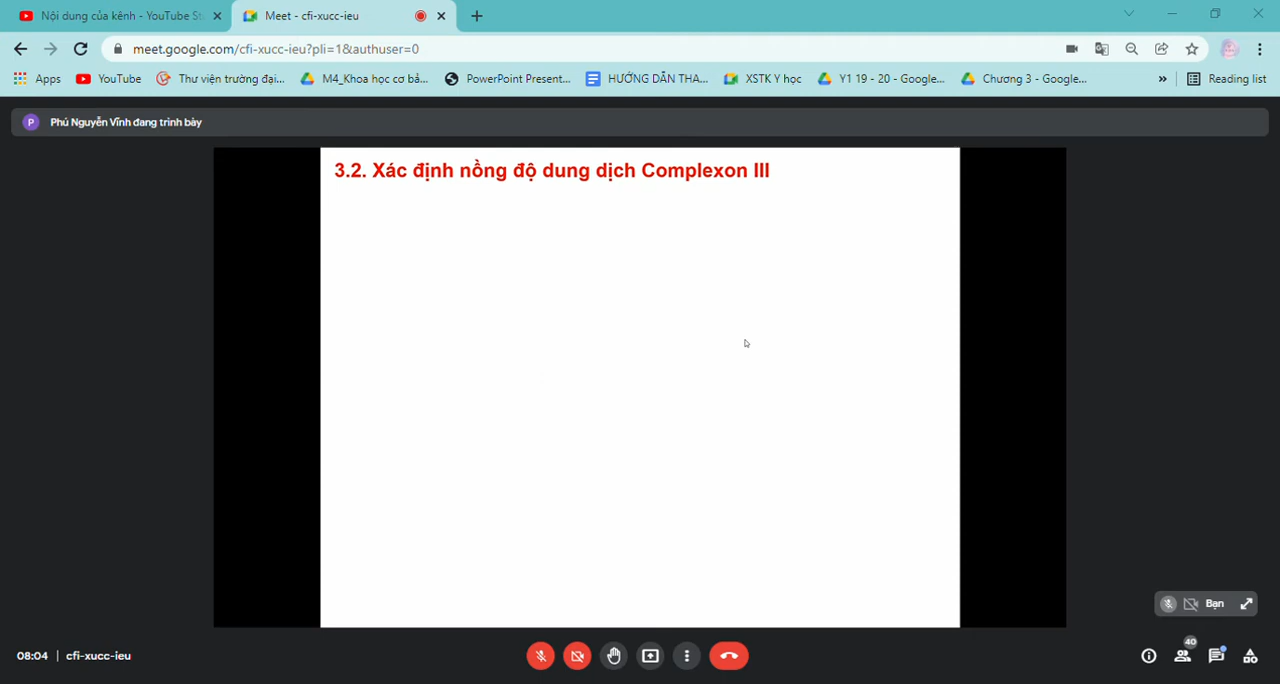 Nội dung của kênh - YouTube St
Meet - cfi-xucc-ieu
meet.google.com/cfi-xucc-ieu?pli=1&authuser=0
Apps
YouTube
Thư viện trường đại...
M4_Khoa học cơ bả...
PowerPoint Present...
HƯỚNG DẪN THA...
XSTK Y học
Y1 19 - 20 - Google...
Chương 3 - Google...
»
Reading list
P
Phú Nguyễn Vĩnh đang trình bày
3.2. Xác định nồng độ dung dịch Complexon III
Bạn
08:04 | cfi-xucc-ieu
40